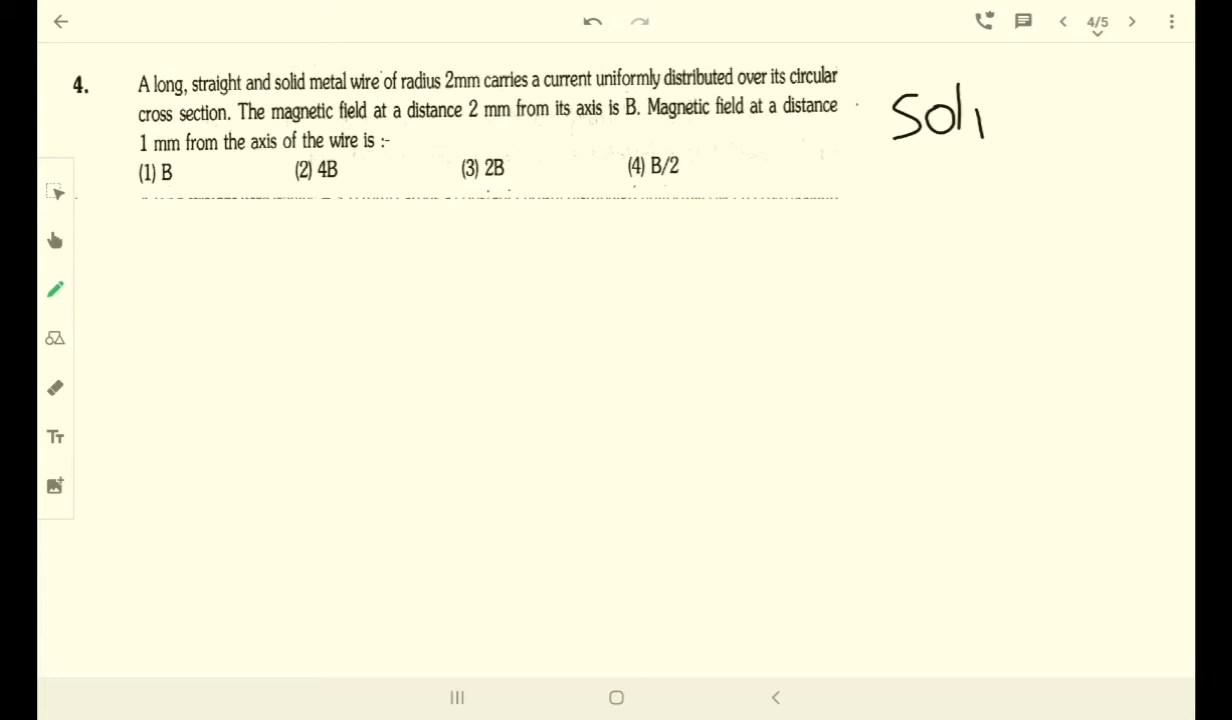 4/5
4. A long, straight and solid metal wire of radius 2mm carries a current uniformly distributed over its circular
cross section. The magnetic field at a distance 2 mm from its axis is B. Magnetic field at a distance
1 mm from the axis of the wire is :-
(1) B (2) 4B (3) 2B (4) B/2
Sol
TT